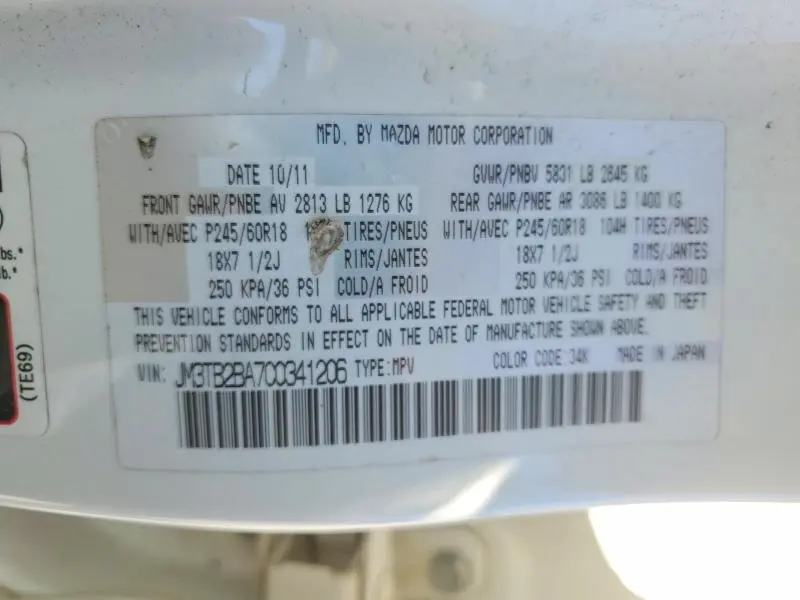 MFD. BY MAZDA MOTOR CORPORATION
DATE 10/11 GVWR/PNBV 5831 LB 2645 KG
FRONT GAWR/PNBE AV 2813 LB 1276 KG REAR GAWR/PNBE AR 3086 LB 1400 KG
WITH/AVEC P245/60R18 TIRES/PNEUS WITH/AVEC P245/60R18 104H TIRES/PNEUS
18X7 1/2J RIMS/JANTES 18X7 1/2J RIMS/JANTES
250 KPA/36 PSI COLD/A FROID 250 KPA/36 PSI COLD/A FROID
THIS VEHICLE CONFORMS TO ALL APPLICABLE FEDERAL MOTOR VEHICLE SAFETY AND THEFT
PREVENTION STANDARDS IN EFFECT ON THE DATE OF MANUFACTURE SHOWN ABOVE.
VIN: JM3TB2BA7C0341206 TYPE:MPV COLOR CODE:34K MADE IN JAPAN
(TE69)